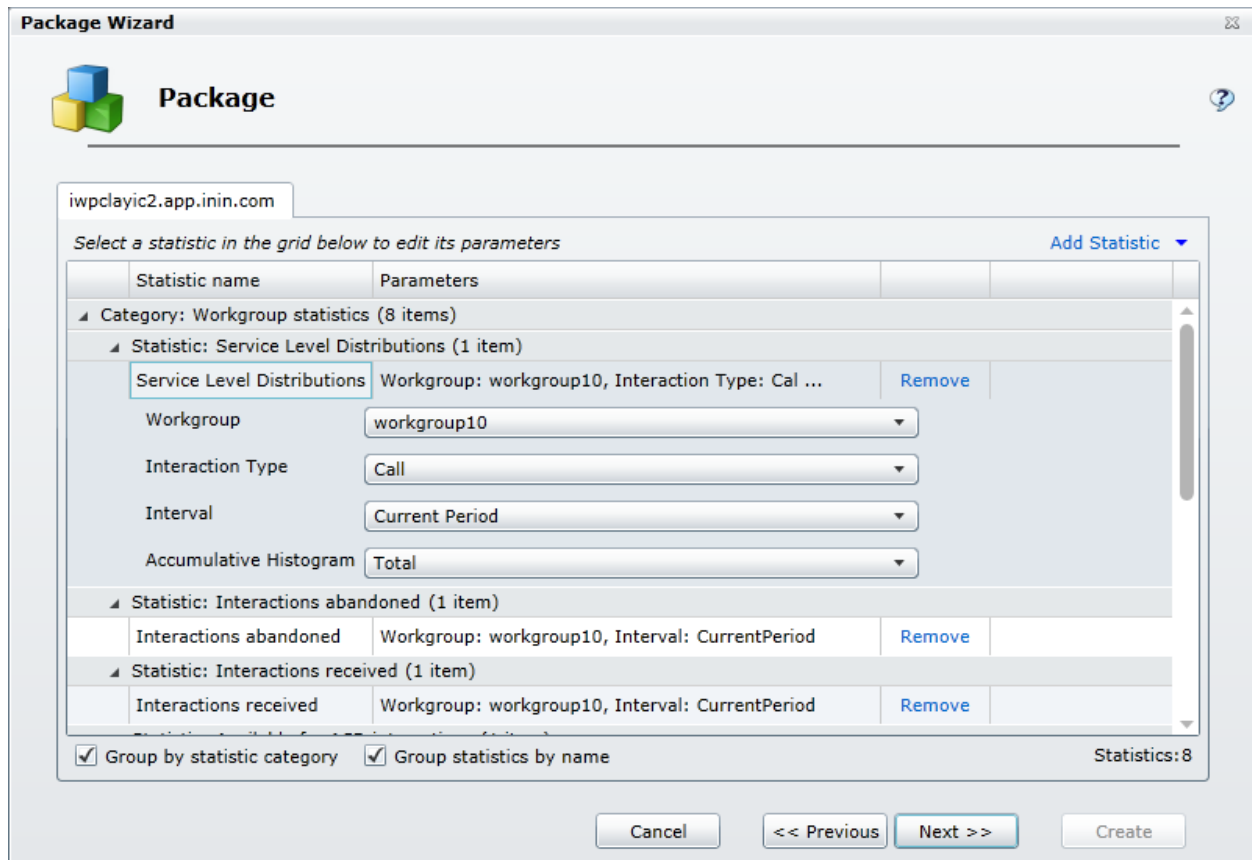 Package Wizard
Package
iwpclayic2.app.inin.com
Select a statistic in the grid below to edit its parameters Add Statistic
Statistic name Parameters
Category: Workgroup statistics (8 items)
Statistic: Service Level Distributions (1 item)
Service Level Distributions Workgroup: workgroup10, Interaction Type: Cal ... Remove
Workgroup workgroup10
Interaction Type Call
Interval Current Period
Accumulative Histogram Total
Statistic: Interactions abandoned (1 item)
Interactions abandoned Workgroup: workgroup10, Interval: CurrentPeriod Remove
Statistic: Interactions received (1 item)
Interactions received Workgroup: workgroup10, Interval: CurrentPeriod Remove
Group by statistic category Group statistics by name Statistics:8
Cancel << Previous Next >> Create